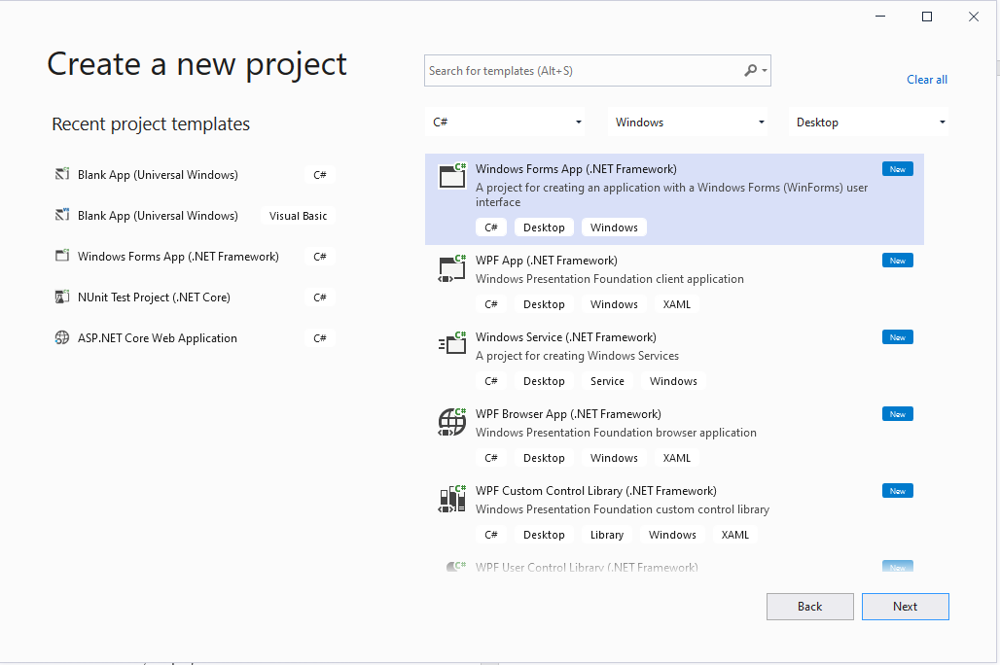 Create a new project
Search for templates (Alt+S)
Clear all
Recent project templates
C#
Windows
Desktop
Blank App (Universal Windows)
C#
Blank App (Universal Windows)
Visual Basic
Windows Forms App (.NET Framework)
C#
NUnit Test Project (.NET Core)
C#
ASP.NET Core Web Application
C#
C#
Windows Forms App (.NET Framework)
New
A project for creating an application with a Windows Forms (WinForms) user
interface
C# Desktop Windows
C#
WPF App (.NET Framework)
New
Windows Presentation Foundation client application
C# Desktop Windows XAML
C#
Windows Service (.NET Framework)
New
A project for creating Windows Services
C# Desktop Service Windows
C#
WPF Browser App (.NET Framework)
New
Windows Presentation Foundation browser application
C# Desktop Windows XAML
C#
WPF Custom Control Library (.NET Framework)
New
Windows Presentation Foundation custom control library
C# Desktop Library Windows XAML
C#
WPF User Control Library (.NET Framework)
New
Back
Next